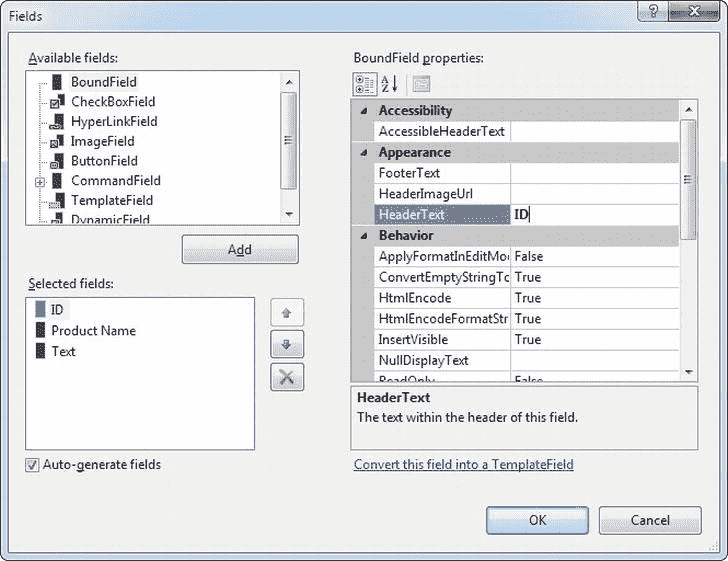 Fields
Available fields:
BoundField
CheckBoxField
HyperLinkField
ImageField
ButtonField
CommandField
TemplateField
DynamicField
Add
Selected fields:
ID
Product Name
Text
Auto-generate fields
BoundField properties:
Accessibility
AccessibleHeaderText
Appearance
FooterText
HeaderImageUrl
HeaderText ID
Behavior
ApplyFormatInEditMo False
ConvertEmptyStringTo True
HtmlEncode True
HtmlEncodeFormatStr True
InsertVisible True
NullDisplayText
ReadOnly False
HeaderText
The text within the header of this field.
Convert this field into a TemplateField
OK
Cancel